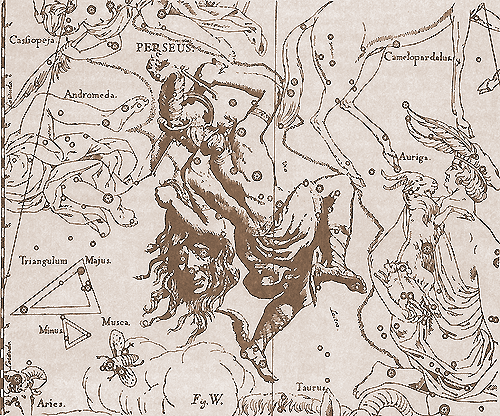 Cassiopeja
PERSEUS.
Camelopardalus.
Andromeda.
Auriga.
Triangulum Majus.
Minus.
Musca.
Aries.
Fig. W.
Taurus